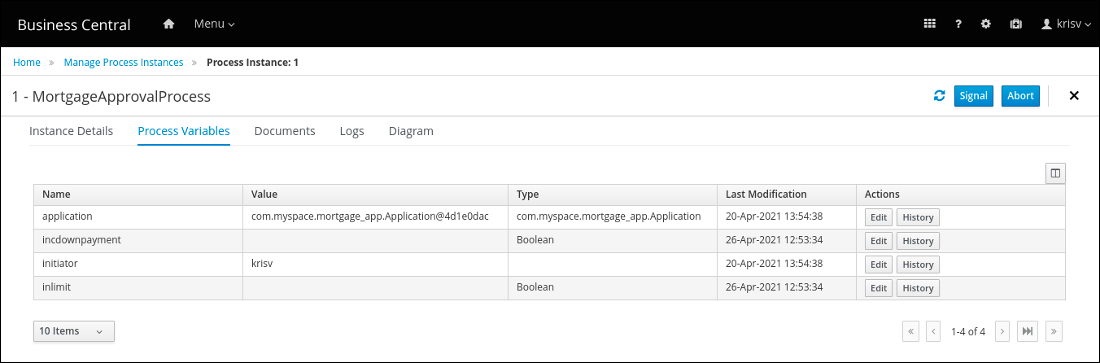 Business Central Menu ? krisv
Home » Manage Process Instances » Process Instance: 1
1 - MortgageApprovalProcess Signal Abort ×
Instance Details Process Variables Documents Logs Diagram
Name Value Type Last Modification Actions
application com.myspace.mortgage_app.Application@4d1e0dac com.myspace.mortgage_app.Application 20-Apr-2021 13:54:38 Edit History
incdownpayment Boolean 26-Apr-2021 12:53:34 Edit History
initiator krisv 20-Apr-2021 13:54:38 Edit History
inlimit Boolean 26-Apr-2021 12:53:34 Edit History
10 Items « ‹ 1-4 of 4 › »